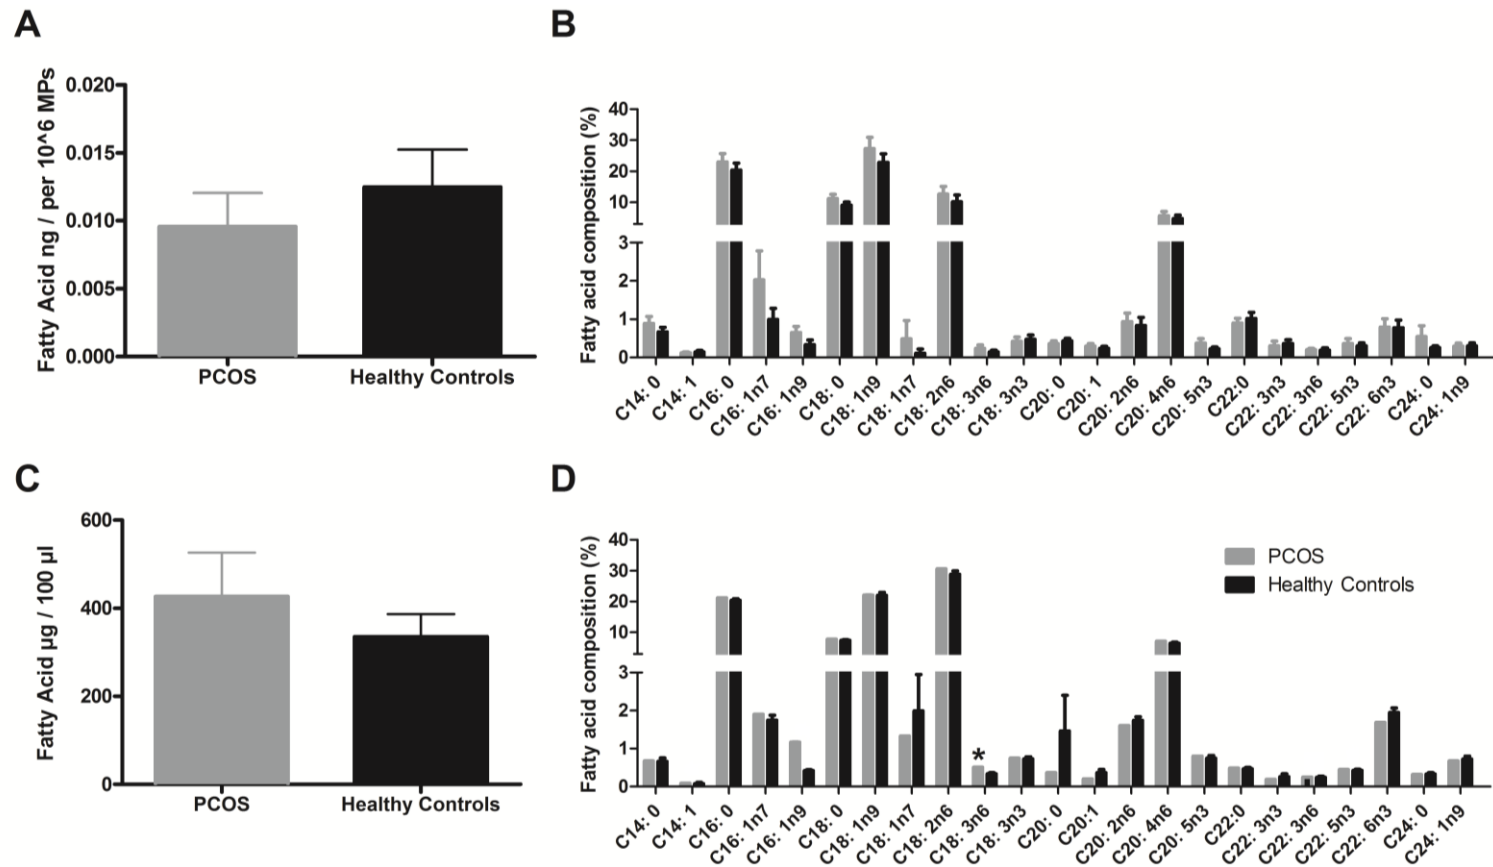 A
Fatty Acid ng / per 10^6 MPs
0.020
0.015
0.010
0.005
0.000
PCOS
Healthy Controls
B
Fatty acid composition (%)
40
30
20
10
3
2
1
0
C14: 0
C14: 1
C16: 0
C16: 1n7
C16: 1n9
C18: 0
C18: 1n9
C18: 1n7
C18: 2n6
C18: 3n6
C18: 3n3
C20: 0
C20: 1
C20: 2n6
C20: 4n6
C20: 5n3
C22:0
C22: 3n3
C22: 3n6
C22: 5n3
C22: 6n3
C24: 0
C24: 1n9
C
Fatty Acid µg / 100 µl
600
400
200
0
PCOS
Healthy Controls
D
Fatty acid composition (%)
40
30
20
10
3
2
1
0
*
PCOS
Healthy Controls
C14: 0
C14: 1
C16: 0
C16: 1n7
C16: 1n9
C18: 0
C18: 1n9
C18: 1n7
C18: 2n6
C18: 3n6
C18: 3n3
C20: 0
C20:1
C20: 2n6
C20: 4n6
C20: 5n3
C22:0
C22: 3n3
C22: 3n6
C22: 5n3
C22: 6n3
C24: 0
C24: 1n9